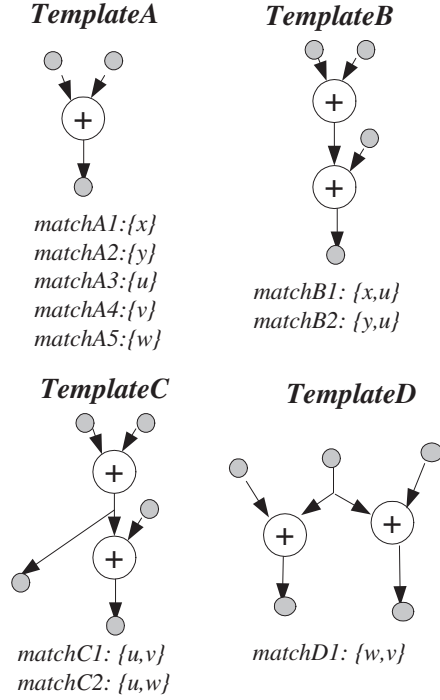 TemplateA
+
matchA1:{x}
matchA2:{y}
matchA3:{u}
matchA4:{v}
matchA5:{w}
TemplateB
+
+
matchB1: {x,u}
matchB2: {y,u}
TemplateC
+
+
matchC1: {u,v}
matchC2: {u,w}
TemplateD
+ +
matchD1: {w,v}